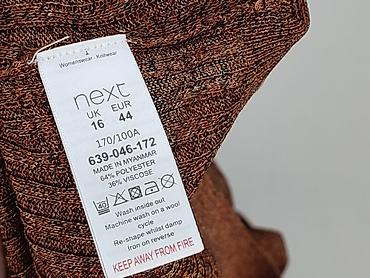 1
Womenswear - Knitwear
next
UK EUR
16 44
170/100A
639-046-172
MADE IN MYANMAR
64% POLYESTER
36% VISCOSE
40
Wash inside out
Machine wash on a wool
cycle
Re-shape whilst damp
Iron on reverse
KEEP AWAY FROM FIRE